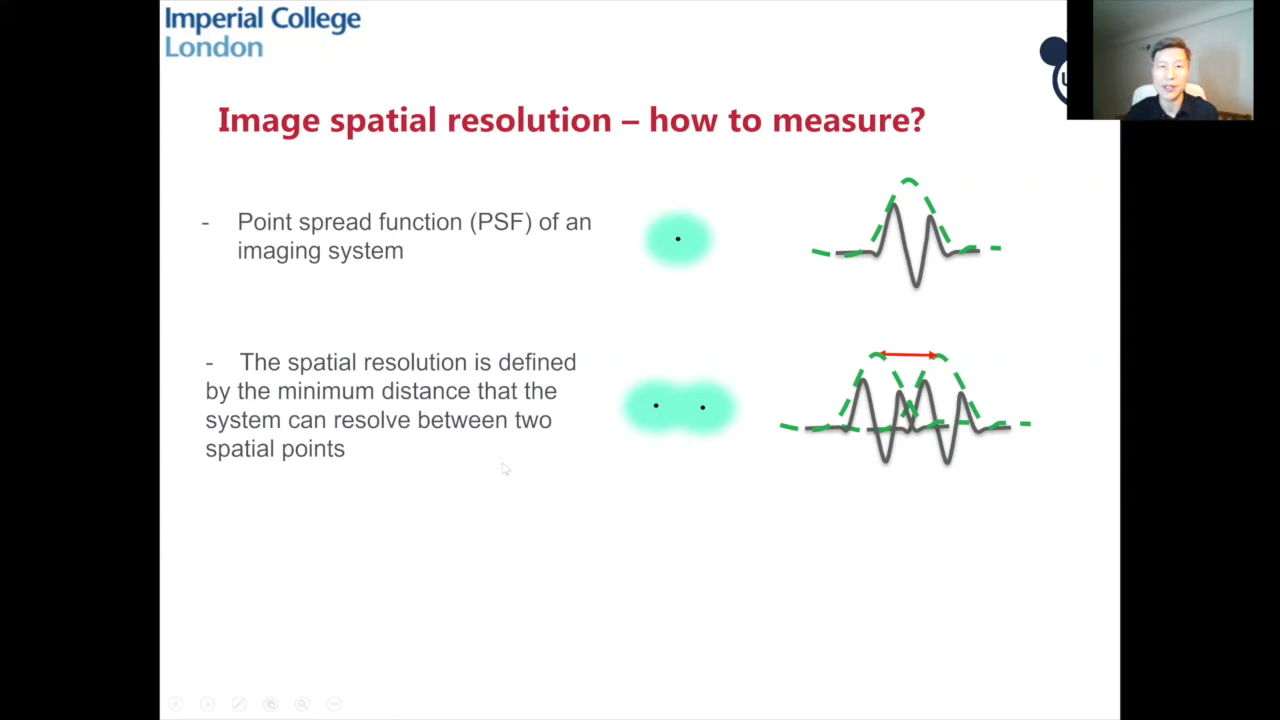 Imperial College
London
Image spatial resolution – how to measure?
- Point spread function (PSF) of an
imaging system
- The spatial resolution is defined
by the minimum distance that the
system can resolve between two
spatial points